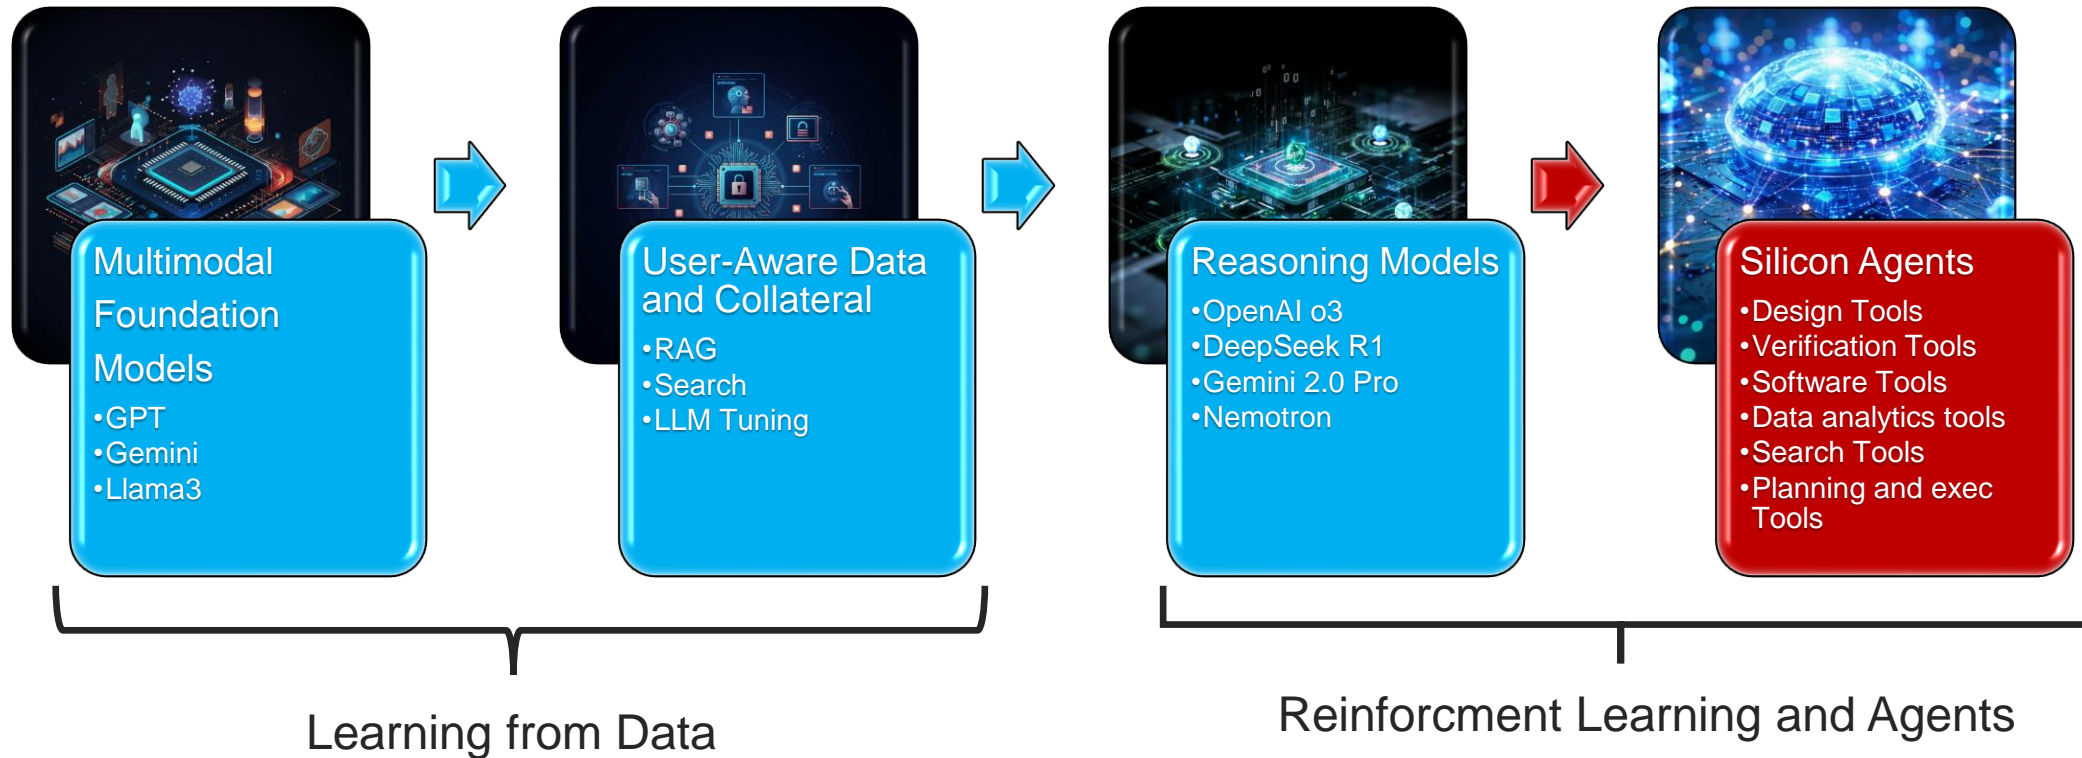 Multimodal
Foundation
Models
•GPT
•Gemini
•Llama3
User-Aware Data
and Collateral
•RAG
•Search
•LLM Tuning
Reasoning Models
•OpenAI o3
•DeepSeek R1
•Gemini 2.0 Pro
•Nemotron
Silicon Agents
•Design Tools
•Verification Tools
•Software Tools
•Data analytics tools
•Search Tools
•Planning and exec
Tools
Learning from Data
Reinforcment Learning and Agents